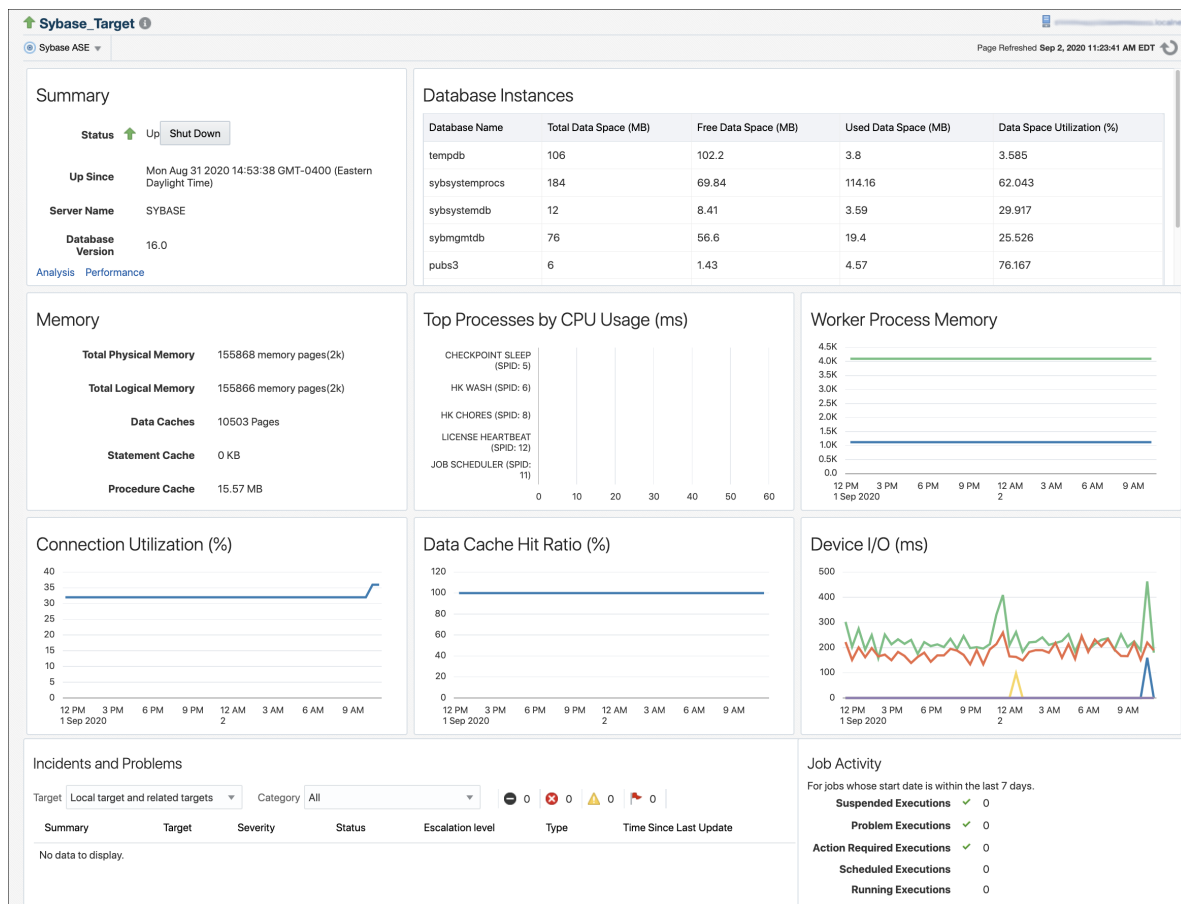 Sybase_Target
Sybase ASE
Page Refreshed Sep 2, 2020 11:23:41 AM EDT
Summary
Status Up Shut Down
Up Since Mon Aug 31 2020 14:53:38 GMT-0400 (Eastern
Daylight Time)
Server Name SYBASE
Database
Version 16.0
Analysis Performance
Database Instances
Database Name Total Data Space (MB) Free Data Space (MB) Used Data Space (MB) Data Space Utilization (%)
tempdb 106 102.2 3.8 3.585
sybsystemprocs 184 69.84 114.16 62.043
sybsystemdb 12 8.41 3.59 29.917
sybmgmtdb 76 56.6 19.4 25.526
pubs3 6 1.43 4.57 76.167
Memory
Total Physical Memory 155868 memory pages(2k)
Total Logical Memory 155866 memory pages(2k)
Data Caches 10503 Pages
Statement Cache 0 KB
Procedure Cache 15.57 MB
Top Processes by CPU Usage (ms)
CHECKPOINT SLEEP
(SPID: 5)
HK WASH (SPID: 6)
HK CHORES (SPID: 8)
LICENSE HEARTBEAT
(SPID: 12)
JOB SCHEDULER (SPID:
11)
0 10 20 30 40 50 60
Worker Process Memory
4.5K
4.0K
3.5K
3.0K
2.5K
2.0K
1.5K
1.0K
0.5K
0.0
12 PM 3 PM 6 PM 9 PM 12 AM 3 AM 6 AM 9 AM
1 Sep 2020 2
Connection Utilization (%)
40
35
30
25
20
15
10
5
0
12 PM 3 PM 6 PM 9 PM 12 AM 3 AM 6 AM 9 AM
1 Sep 2020 2
Data Cache Hit Ratio (%)
120
100
80
60
40
20
0
12 PM 3 PM 6 PM 9 PM 12 AM 3 AM 6 AM 9 AM
1 Sep 2020 2
Device I/O (ms)
500
400
300
200
100
0
12 PM 3 PM 6 PM 9 PM 12 AM 3 AM 6 AM 9 AM
1 Sep 2020 2
Incidents and Problems
Target Local target and related targets Category All 0 0 0 0
Summary Target Severity Status Escalation level Type Time Since Last Update
No data to display.
Job Activity
For jobs whose start date is within the last 7 days.
Suspended Executions 0
Problem Executions 0
Action Required Executions 0
Scheduled Executions 0
Running Executions 0